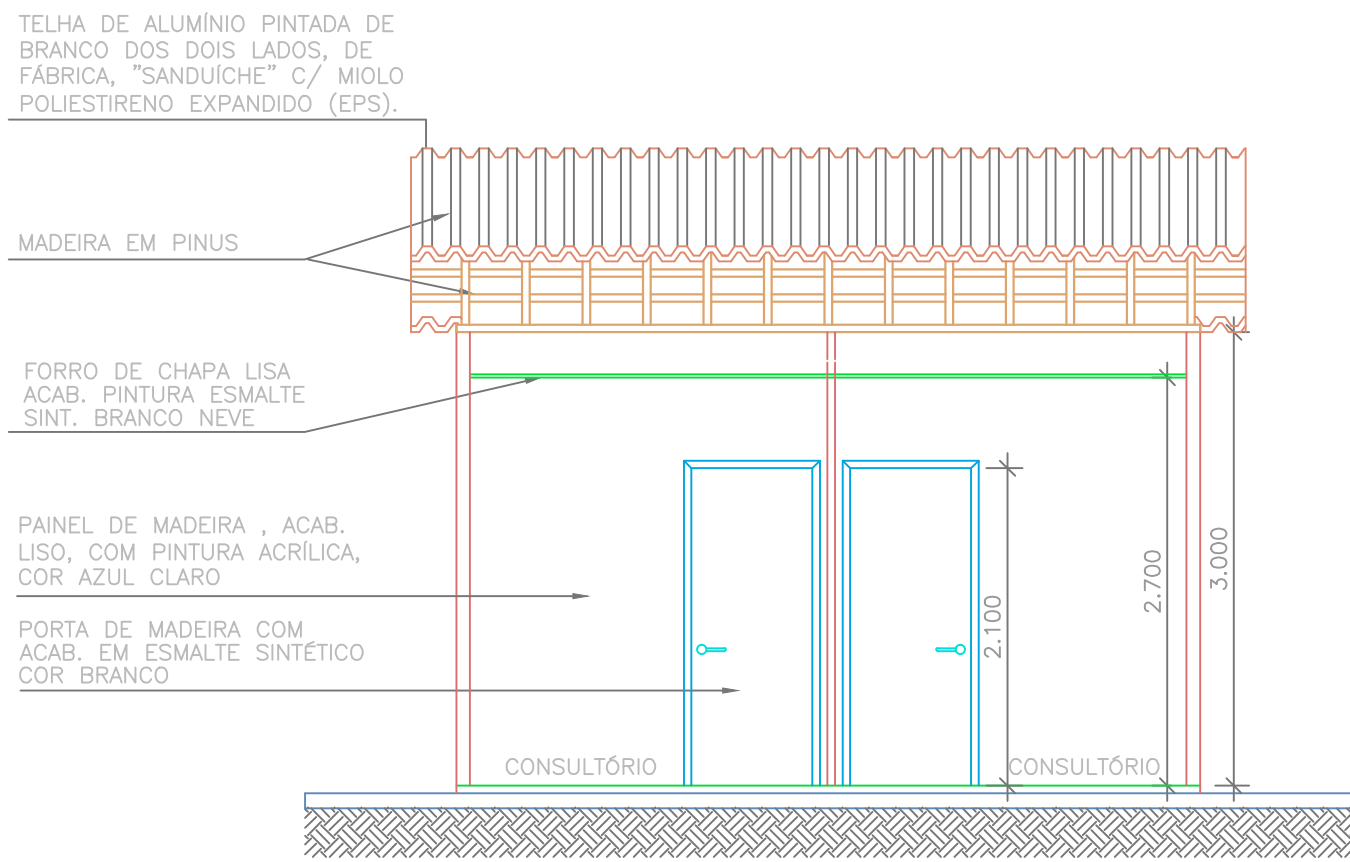 TELHA DE ALUMÍNIO PINTADA DE
BRANCO DOS DOIS LADOS, DE
FÁBRICA, "SANDUÍCHE" C/ MIOLO
POLIESTIRENO EXPANDIDO (EPS).
MADEIRA EM PINUS
FORRO DE CHAPA LISA
ACAB. PINTURA ESMALTE
SINT. BRANCO NEVE
PAINEL DE MADEIRA , ACAB.
LISO, COM PINTURA ACRÍLICA,
COR AZUL CLARO
PORTA DE MADEIRA COM
ACAB. EM ESMALTE SINTÉTICO
COR BRANCO
CONSULTÓRIO
CONSULTÓRIO
2.100
2.700
3.000